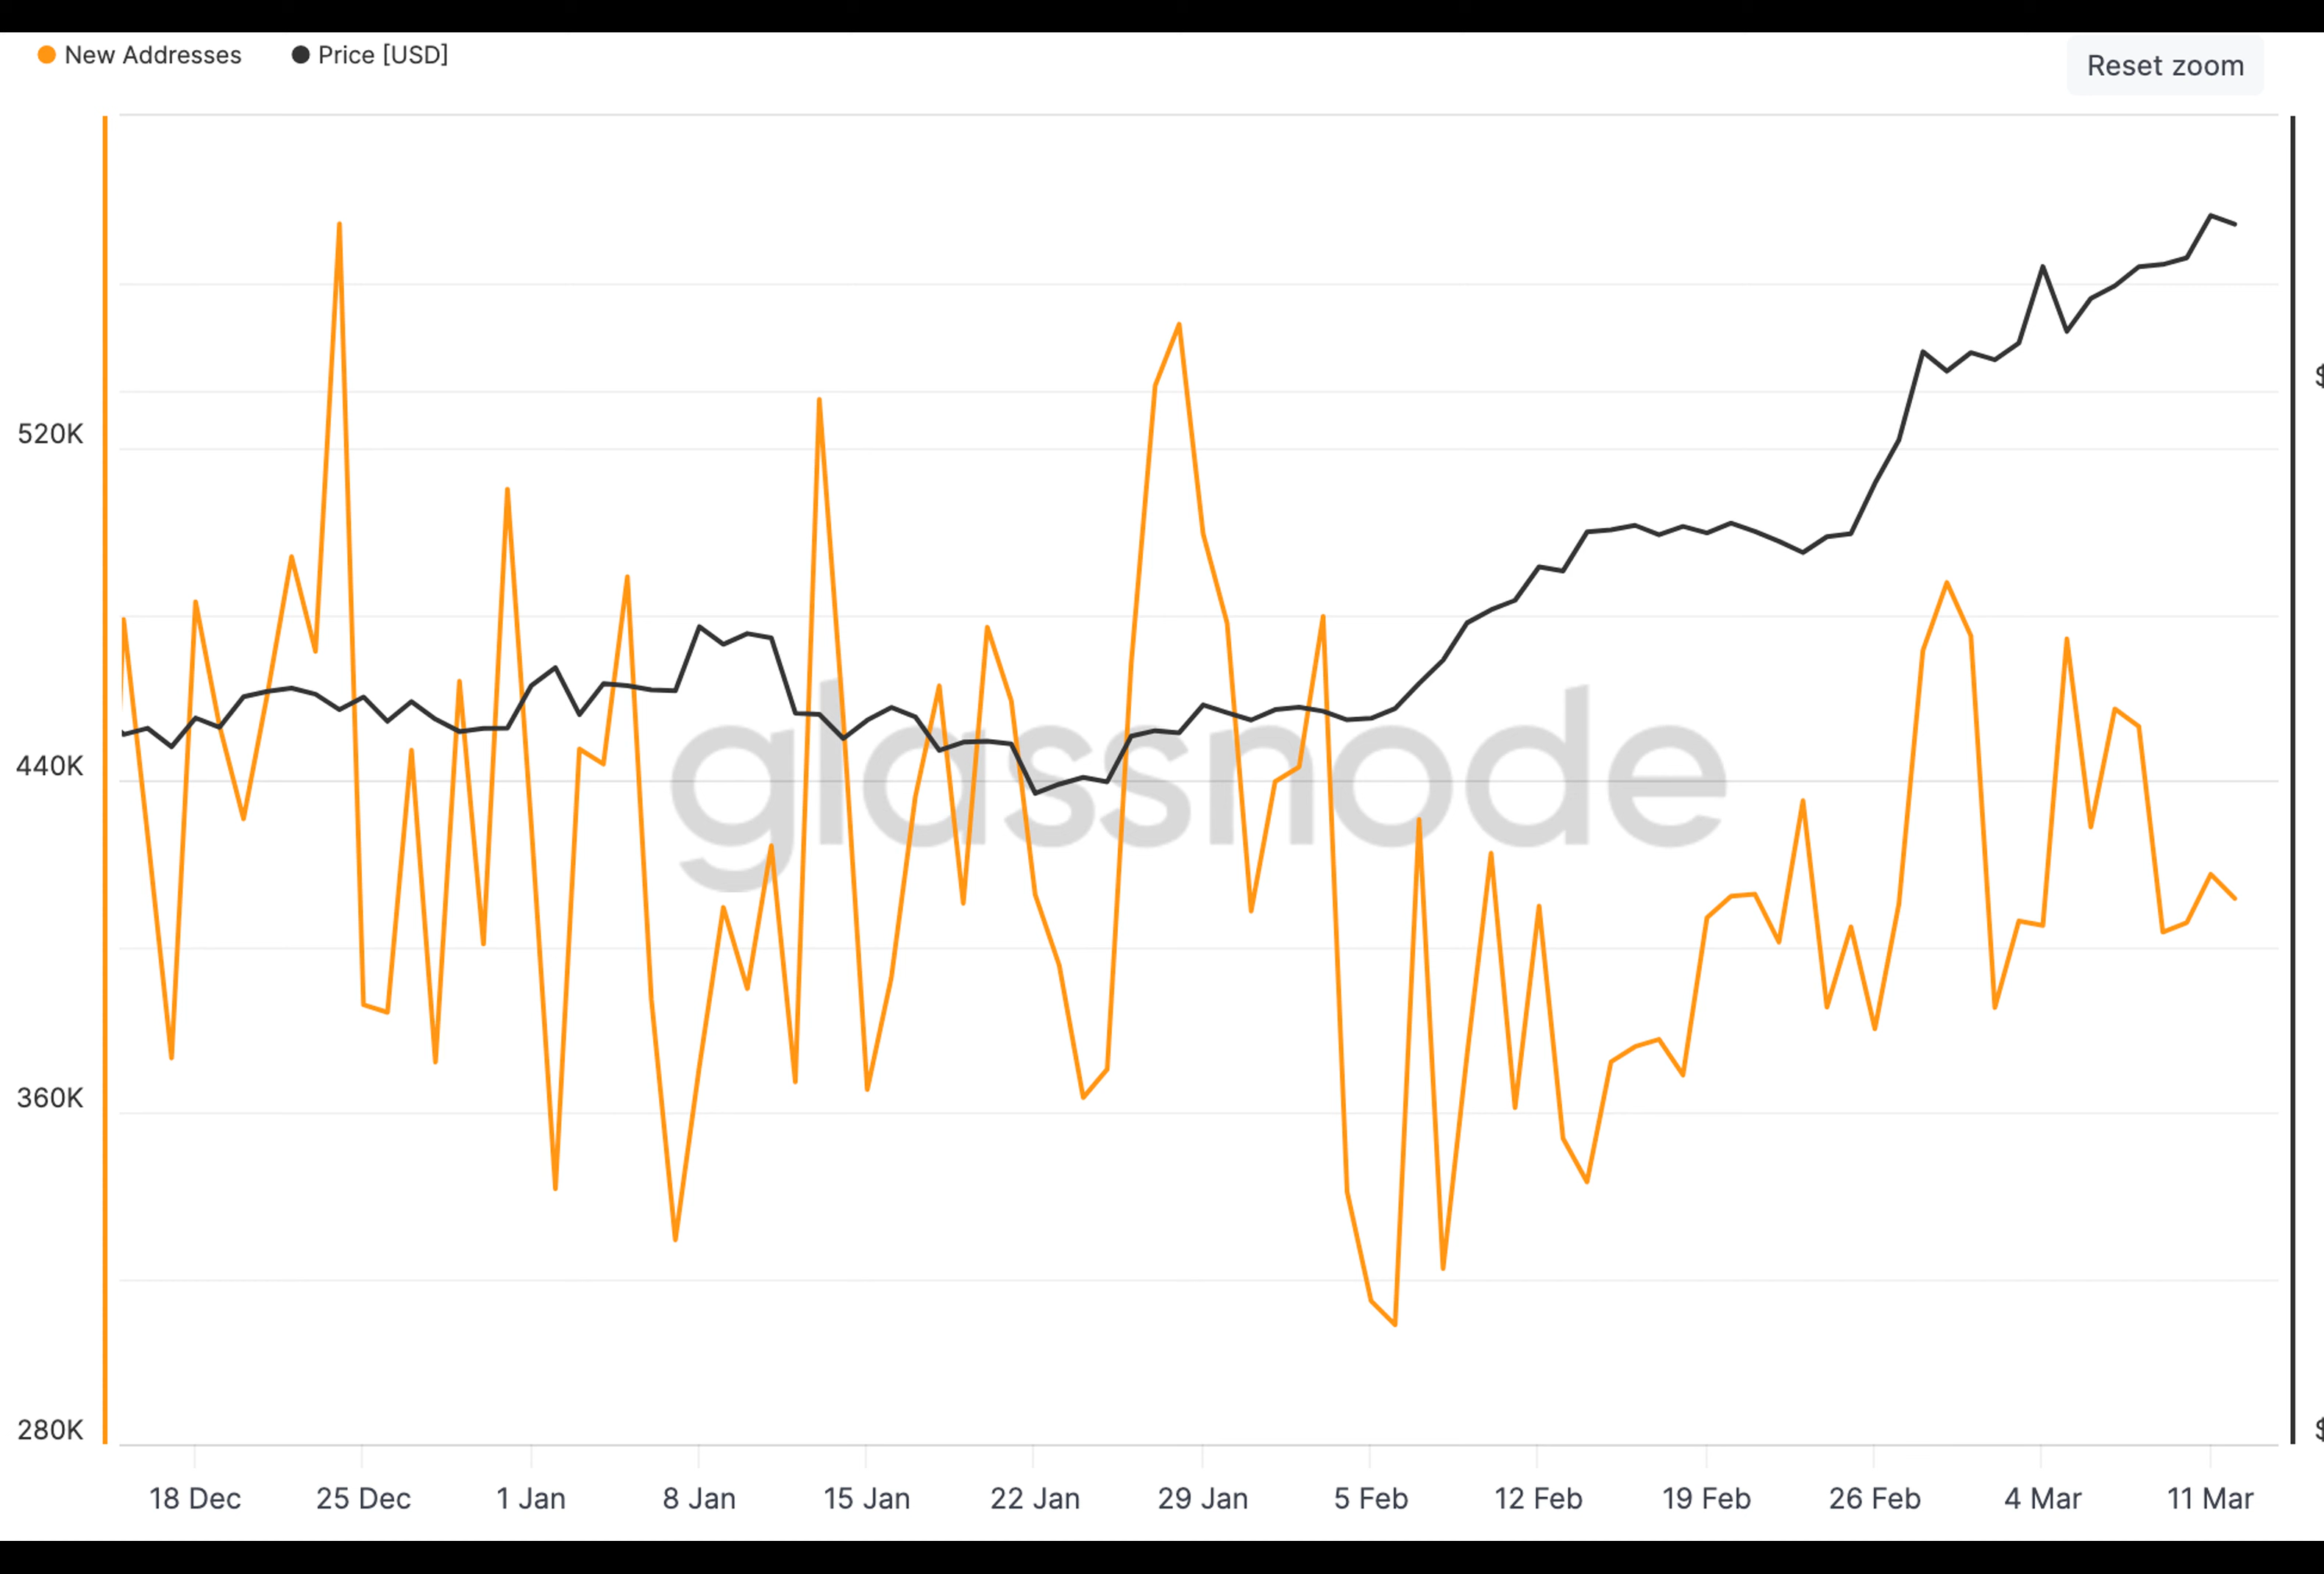 New Addresses
Price [USD]
Reset zoom
520K
440K
360K
280K
$
$
glassnode
18 Dec
25 Dec
1 Jan
8 Jan
15 Jan
22 Jan
29 Jan
5 Feb
12 Feb
19 Feb
26 Feb
4 Mar
11 Mar